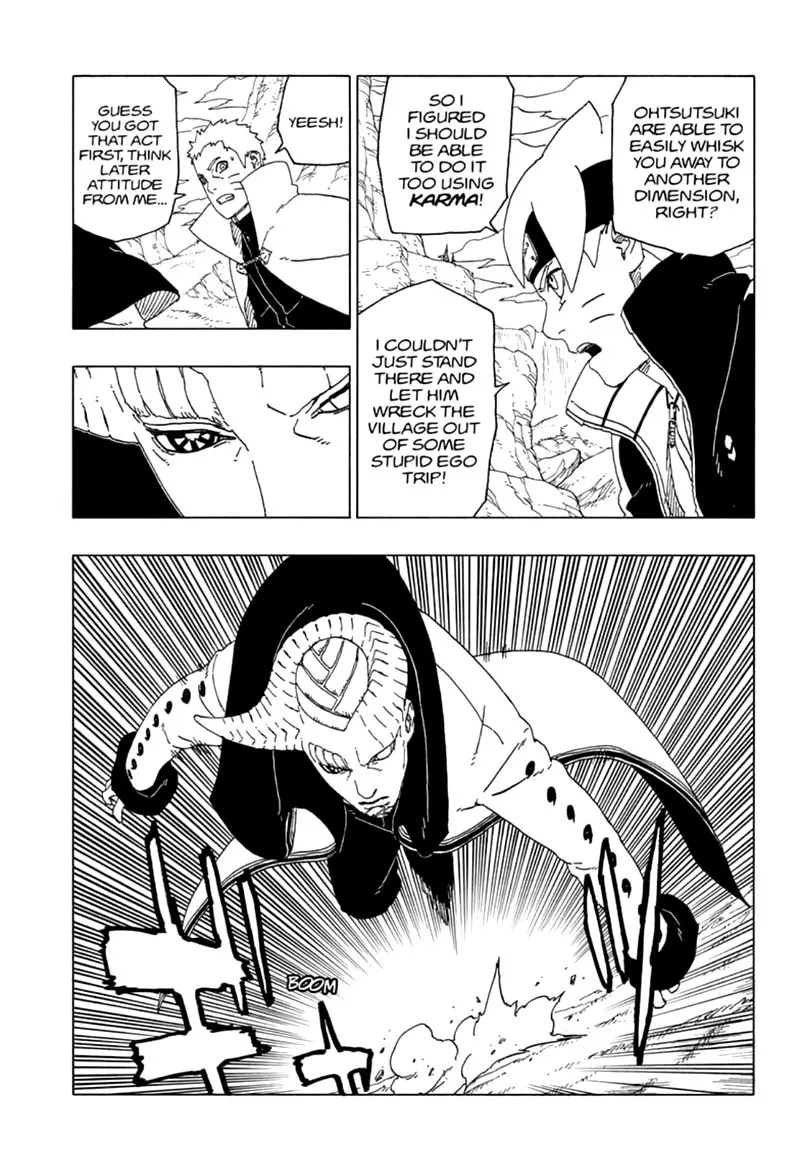 OHTSUTSUKI
ARE ABLE TO
EASILY WHISK
YOU AWAY TO
ANOTHER
DIMENSION,
RIGHT?
SO I
FIGURED
I SHOULD
BE ABLE
TO DO IT
TOO USING
KARMA!
I COULDN'T
JUST STAND
THERE AND
LET HIM
WRECK THE
VILLAGE OUT
OF SOME
STUPID EGO
TRIP!
YEESH!
GUESS
YOU GOT
THAT ACT
FIRST, THINK
LATER
ATTITUDE
FROM ME...
BOOM